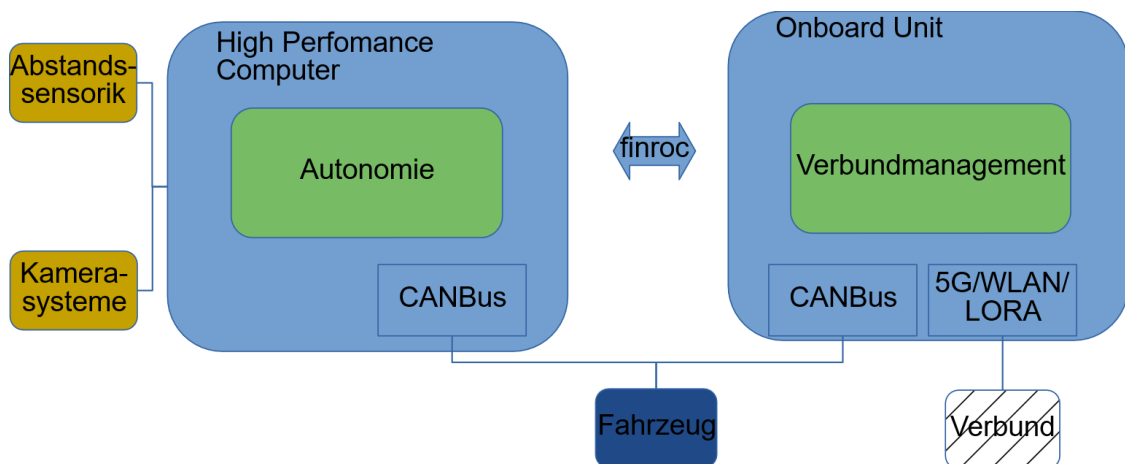 Abstands-
sensorik
Kamera-
systeme
High Perfomance
Computer
Autonomie
CANBus
finroc
Onboard Unit
Verbundmanagement
CANBus
5G/WLAN/
LORA
Fahrzeug
Verbund